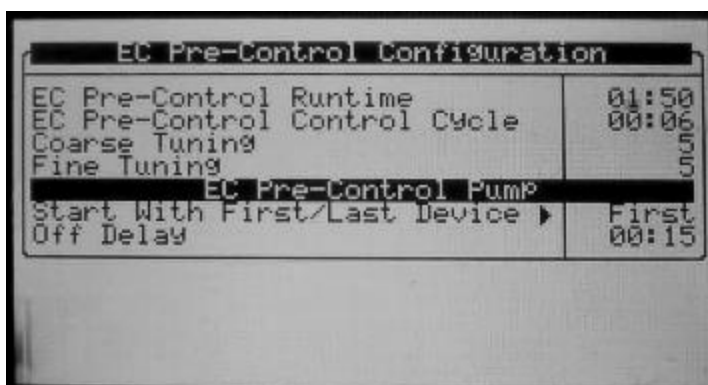 EC Pre-Control Configuration
EC Pre-Control Runtime 01:50
EC Pre-Control Control Cycle 00:06
Coarse Tuning 5
Fine Tuning 5
EC Pre-Control Pump
Start With First/Last Device ▶ First
Off Delay 00:15